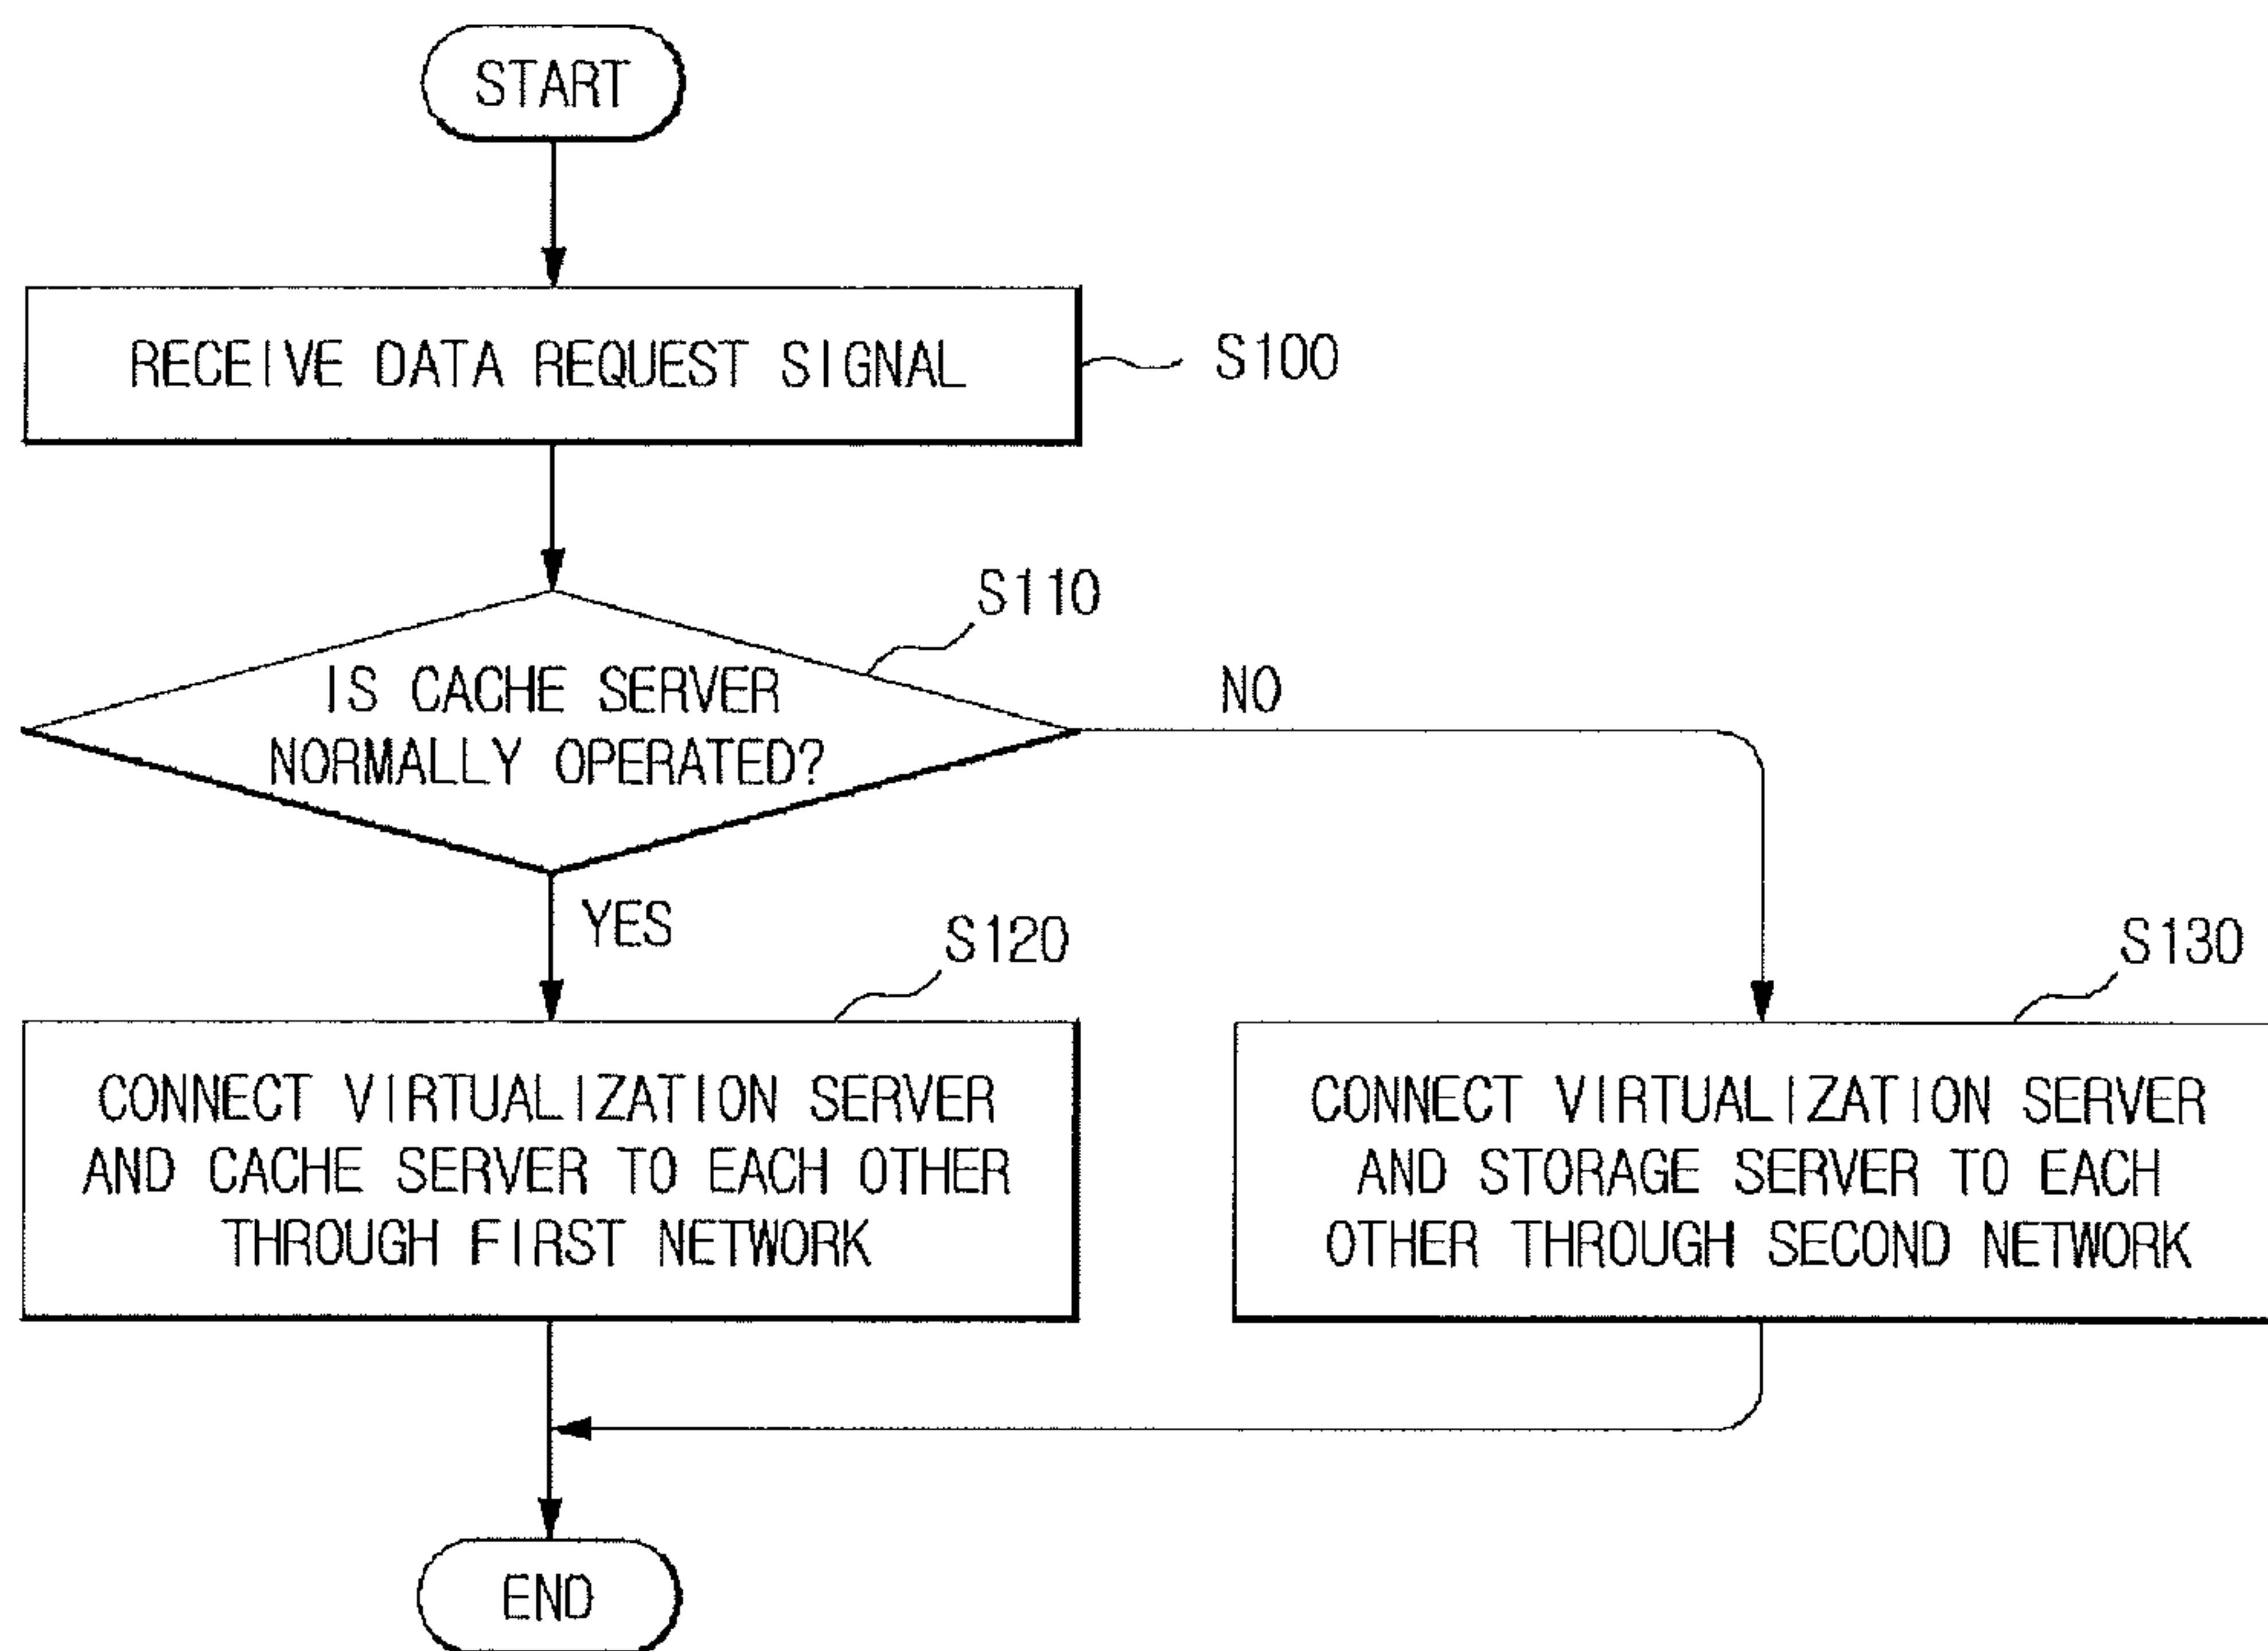 START
RECEIVE DATA REQUEST SIGNAL
S100
S110
IS CACHE SERVER
NORMALLY OPERATED?
NO
YES
S120
CONNECT VIRTUALIZATION SERVER
AND CACHE SERVER TO EACH OTHER
THROUGH FIRST NETWORK
S130
CONNECT VIRTUALIZATION SERVER
AND STORAGE SERVER TO EACH
OTHER THROUGH SECOND NETWORK
END